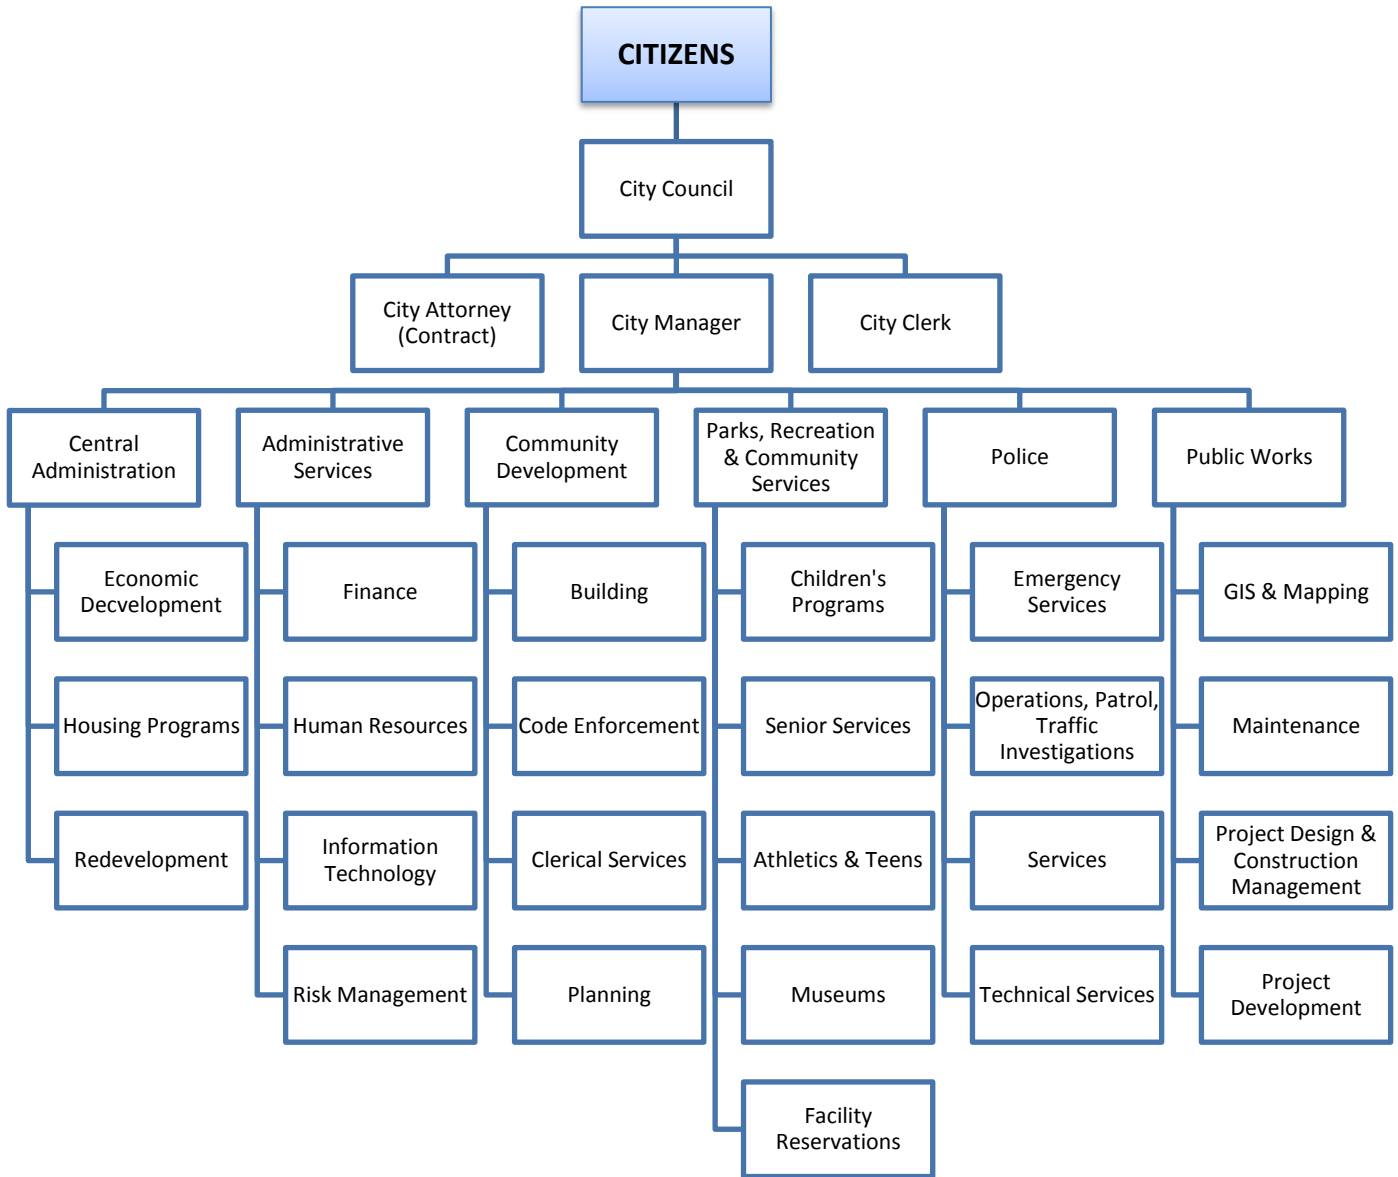 CITIZENS
City Council
City Attorney
(Contract)
City Manager
City Clerk
Central
Administration
Administrative
Services
Community
Development
Parks, Recreation
& Community
Services
Police
Public Works
Economic
Decvelopment
Finance
Building
Children's
Programs
Emergency
Services
GIS & Mapping
Housing Programs
Human Resources
Code Enforcement
Senior Services
Operations, Patrol,
Traffic
Investigations
Maintenance
Redevelopment
Information
Technology
Clerical Services
Athletics & Teens
Services
Project Design &
Construction
Management
Risk Management
Planning
Museums
Technical Services
Project
Development
Facility
Reservations